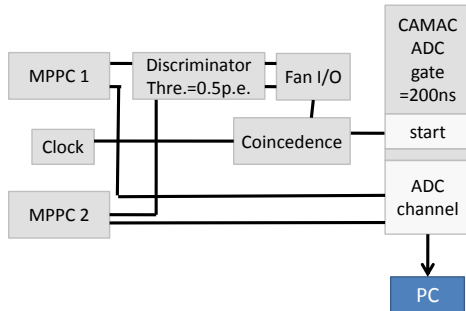 MPPC 1
Discriminator
Thre.=0.5p.e.
Fan I/O
CAMAC
ADC
gate
=200ns
start
Clock
Coincedence
MPPC 2
ADC
channel
PC